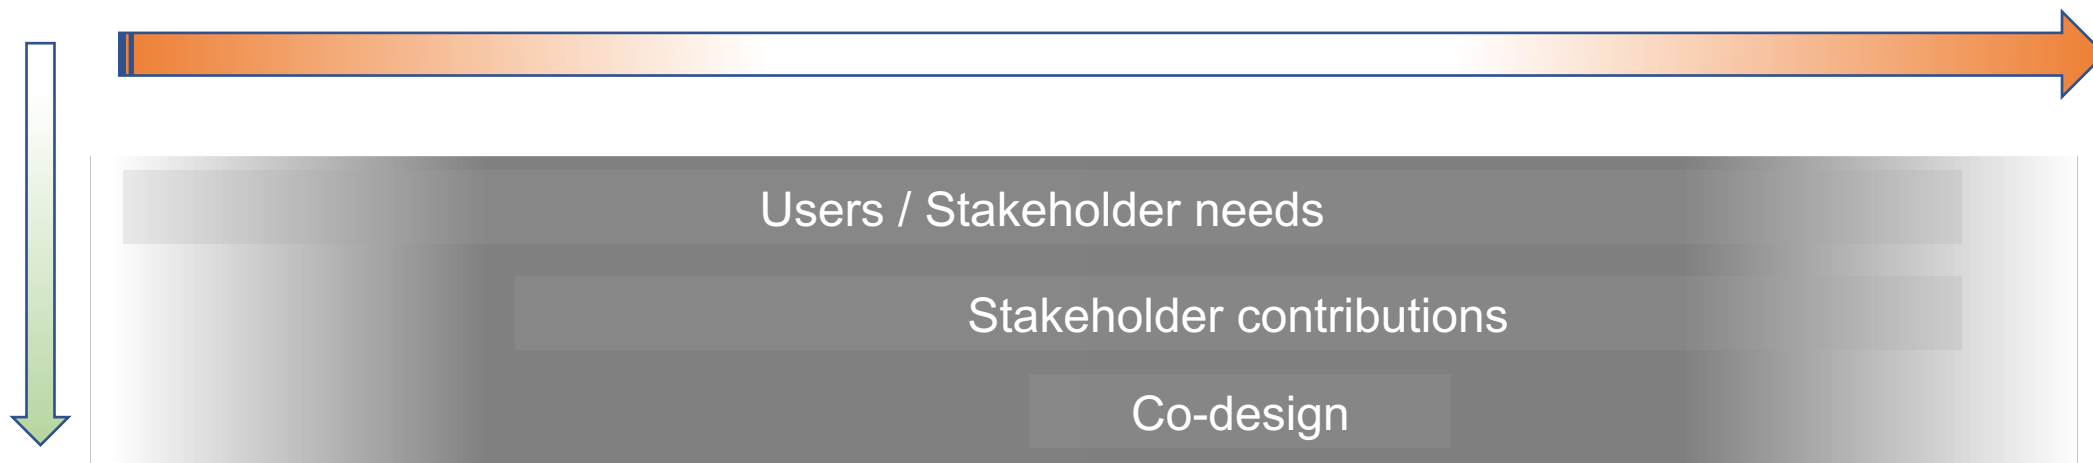 Users / Stakeholder needs
Stakeholder contributions
Co-design